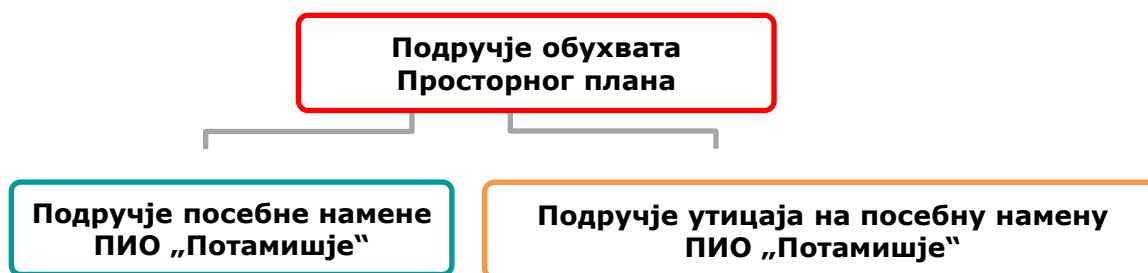 Подручје обухвата
Просторног плана
Подручје посебне намене
ПИО „Потамишје“
Подручје утицаја на посебну намену
ПИО „Потамишје“